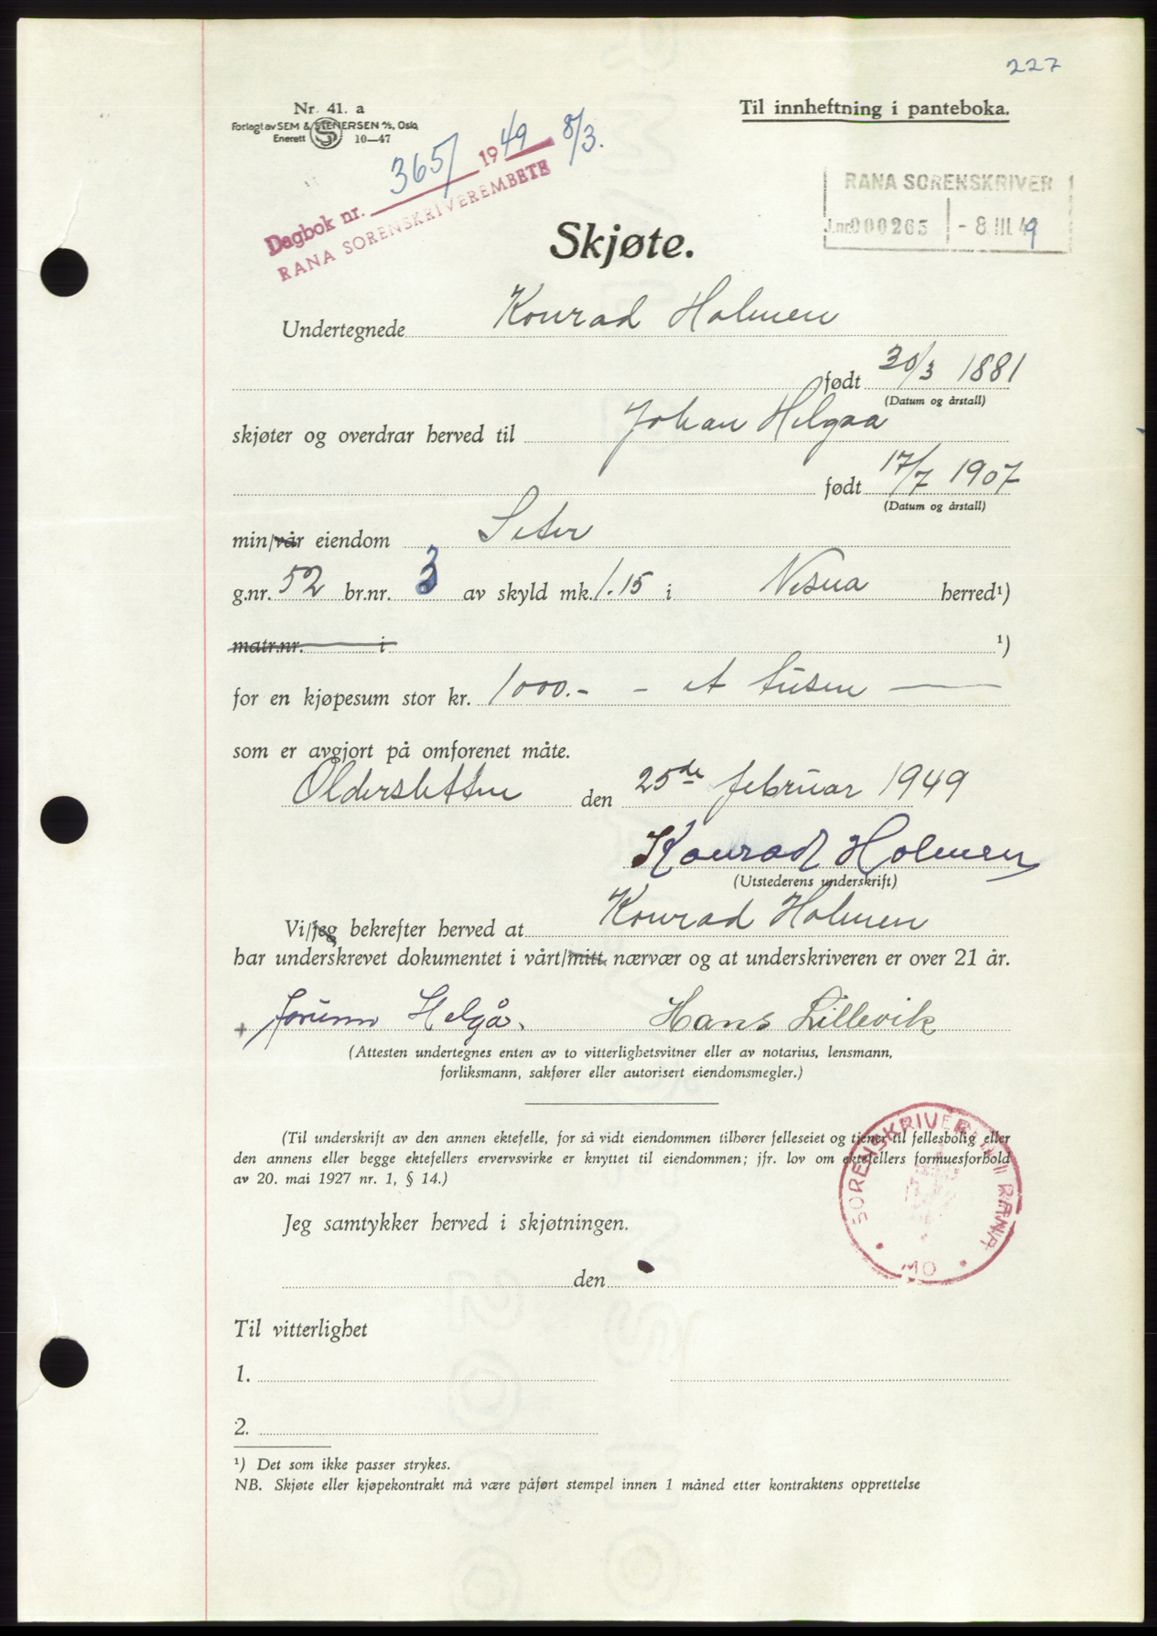 227
Nr. 41. a
Forlagt av SEM & STENERSEN A/S, Oslo
Enerett S 10—47
Til innheftning i panteboka.
Dagbok nr. 365/ 1949 8/3.
RANA SORENSKRIVEREMBETE
RANA SORENSKRIVER
J.nr. 000263 - 8 III. 49
Skjøte.
Undertegnede Konrad Holmen
født 30/3 1881
(Datum og årstall)
skjøter og overdrar herved til Johan Helgaa
født 17/7 1907
(Datum og årstall)
min/vår eiendom Seter
g.nr. 52 br.nr. 3 av skyld mk. 1.15 i Nesna herred¹)
matr.nr. i ¹)
for en kjøpesum stor kr. 1000.- - et tusen —
som er avgjort på omforenet måte.
Oldersletten den 25de februar 1949
Konrad Holmen
(Utstederens underskrift)
Vi/jeg bekrefter herved at Konrad Holmen
har underskrevet dokumentet i vårt/mitt nærvær og at underskriveren er over 21 år.
+ Jorunn Helgå. Hans Lillevik
(Attesten undertegnes enten av to vitterlighetsvitner eller av notarius, lensmann,
forliksmann, sakfører eller autorisert eiendomsmegler.)
(Til underskrift av den annen ektefelle, for så vidt eiendommen tilhører felleseiet og tjener til fellesbolig eller
den annens eller begge ektefellers ervervsvirke er knyttet til eiendommen; jfr. lov om ektefellers formuesforhold
av 20. mai 1927 nr. 1, § 14.)
SORENSKRIVEREN I RANA
• MO •
Jeg samtykker herved i skjøtningen.
den
Til vitterlighet
1.
2.
¹) Det som ikke passer strykes.
NB. Skjøte eller kjøpekontrakt må være påført stempel innen 1 måned etter kontraktens opprettelse